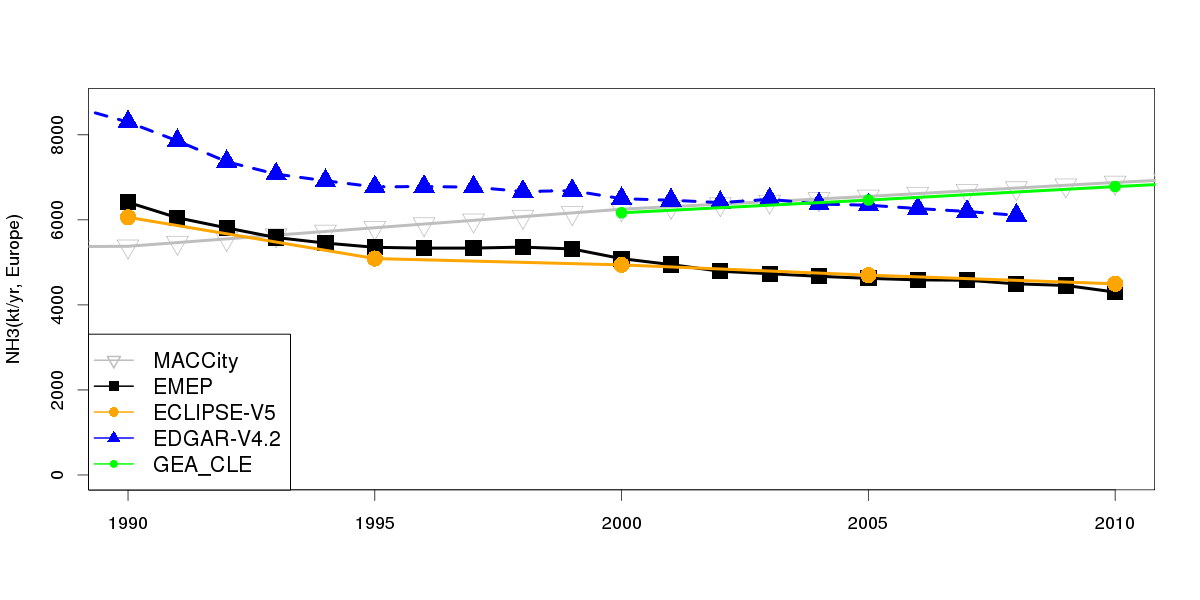 NH3(kt/yr, Europe)
8000
6000
4000
2000
0
MACCity
EMEP
ECLIPSE-V5
EDGAR-V4.2
GEA_CLE
1990 1995 2000 2005 2010